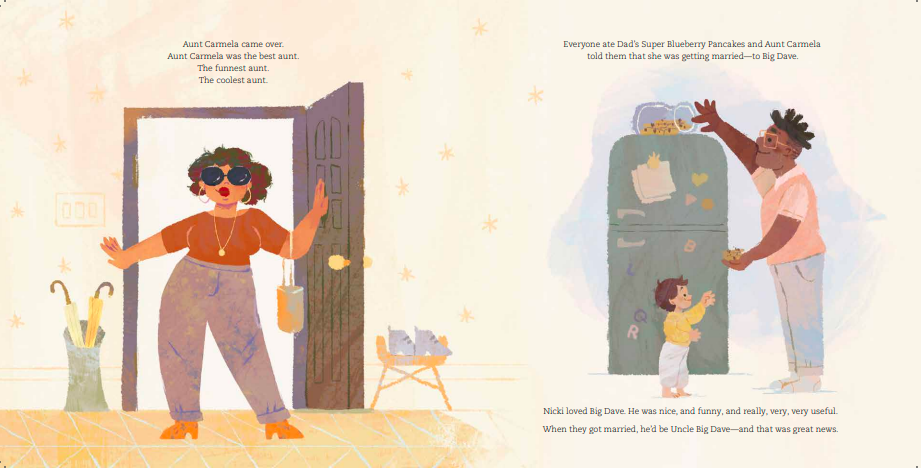 Aunt Carmela came over.
Aunt Carmela was the best aunt.
The funnest aunt.
The coolest aunt.
Everyone ate Dad's Super Blueberry Pancakes and Aunt Carmela
told them that she was getting married—to Big Dave.
B
L
Q
R
Nicki loved Big Dave. He was nice, and funny, and really, very, very useful.
When they got married, he'd be Uncle Big Dave—and that was great news.